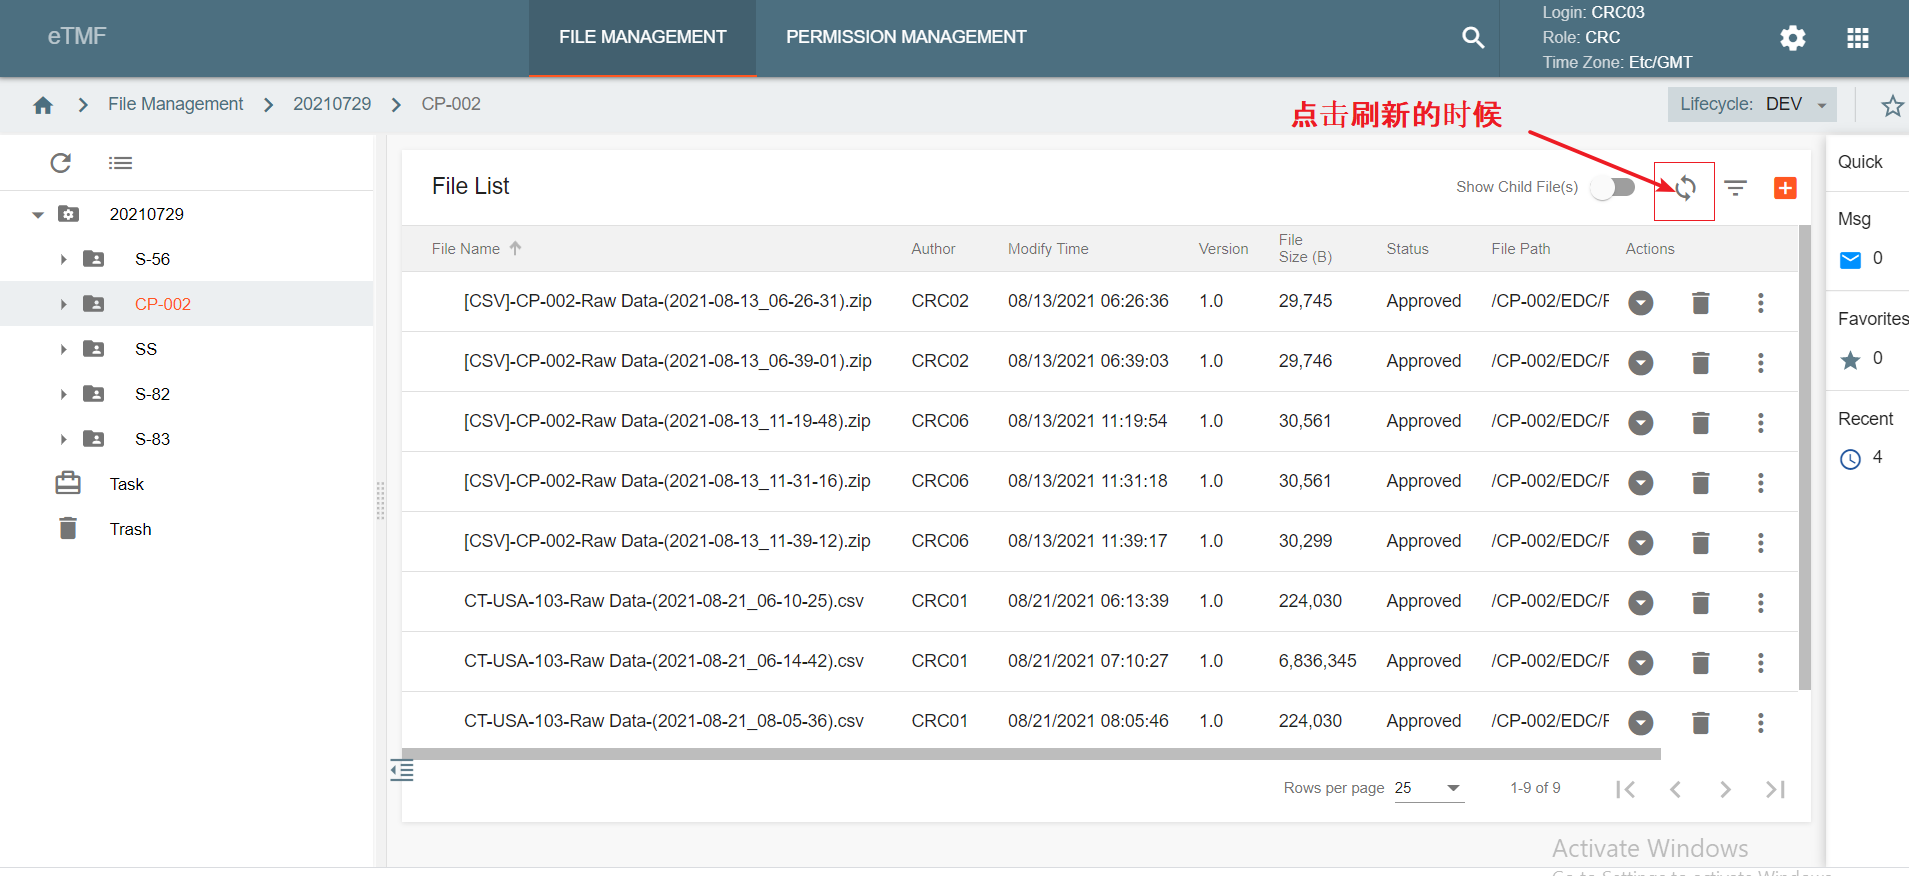 eTMF
FILE MANAGEMENT
PERMISSION MANAGEMENT
Login: CRC03
Role: CRC
Time Zone: Etc/GMT
File Management
20210729
CP-002
点击刷新的时候
Lifecycle: DEV
20210729
S-56
CP-002
SS
S-82
S-83
Task
Trash
File List
Show Child File(s)
File Name Author Modify Time Version File Size (B) Status File Path Actions
[CSV]-CP-002-Raw Data-(2021-08-13_06-26-31).zip CRC02 08/13/2021 06:26:36 1.0 29,745 Approved /CP-002/EDC/F
[CSV]-CP-002-Raw Data-(2021-08-13_06-39-01).zip CRC02 08/13/2021 06:39:03 1.0 29,746 Approved /CP-002/EDC/F
[CSV]-CP-002-Raw Data-(2021-08-13_11-19-48).zip CRC06 08/13/2021 11:19:54 1.0 30,561 Approved /CP-002/EDC/F
[CSV]-CP-002-Raw Data-(2021-08-13_11-31-16).zip CRC06 08/13/2021 11:31:18 1.0 30,561 Approved /CP-002/EDC/F
[CSV]-CP-002-Raw Data-(2021-08-13_11-39-12).zip CRC06 08/13/2021 11:39:17 1.0 30,299 Approved /CP-002/EDC/F
CT-USA-103-Raw Data-(2021-08-21_06-10-25).csv CRC01 08/21/2021 06:13:39 1.0 224,030 Approved /CP-002/EDC/F
CT-USA-103-Raw Data-(2021-08-21_06-14-42).csv CRC01 08/21/2021 07:10:27 1.0 6,836,345 Approved /CP-002/EDC/F
CT-USA-103-Raw Data-(2021-08-21_08-05-36).csv CRC01 08/21/2021 08:05:46 1.0 224,030 Approved /CP-002/EDC/F
Rows per page 25 1-9 of 9
Quick
Msg
0
Favorites
0
Recent
4
Activate Windows